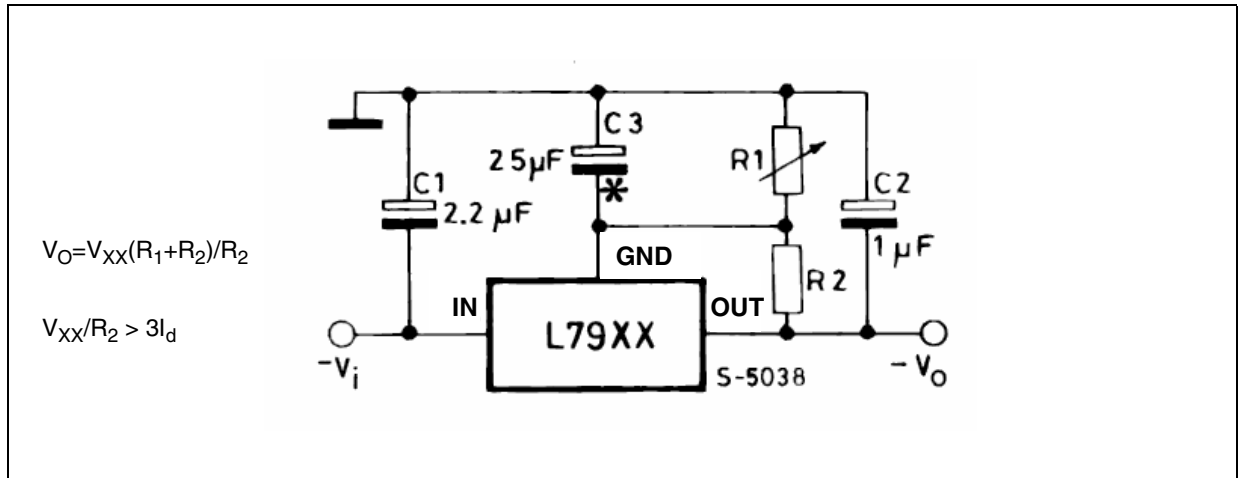 C3
25µF
*
R1
C1
2.2 µF
C2
1 µF
V_O=V_XX(R_1+R_2)/R_2
GND
R2
V_XX/R_2 > 3I_d
IN
OUT
L79XX
-V_i
S-5038
- V_o